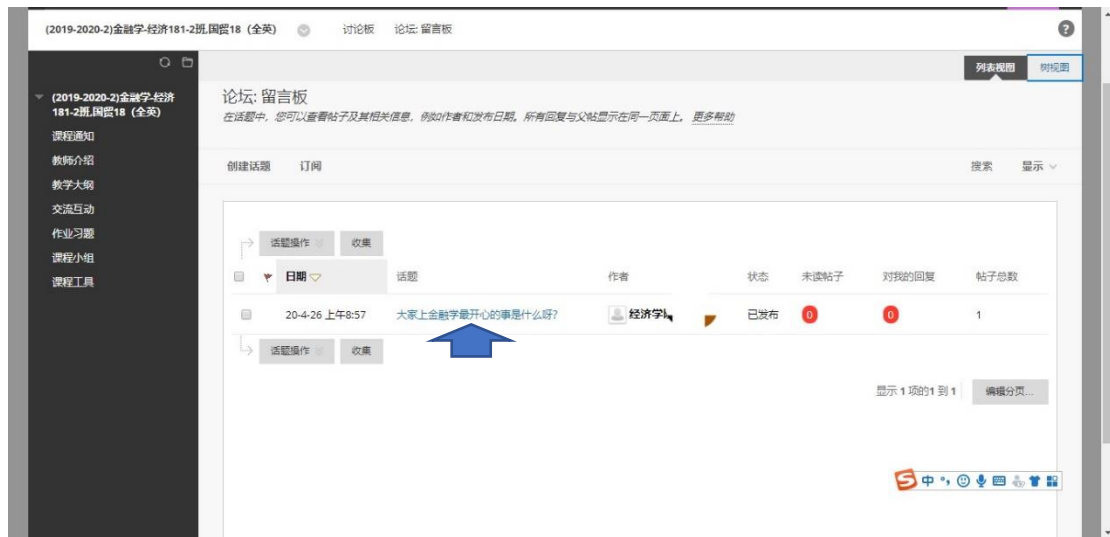 (2019-2020-2)金融学-经济181-2班,国贸18（全英） 讨论板 论坛: 留言板
列表视图 树视图
(2019-2020-2)金融学-经济
181-2班,国贸18（全英）
课程通知
教师介绍
教学大纲
交流互动
作业习题
课程小组
课程工具
论坛: 留言板
在话题中，您可以查看帖子及其相关信息，例如作者和发布日期。所有回复与父帖显示在同一页面上。 更多帮助
创建话题 订阅 搜索 显示
话题操作 收集
日期 话题 作者 状态 未读帖子 对我的回复 帖子总数
20-4-26 上午8:57 大家上金融学最开心的事是什么呀? 经济学 已发布 0 0 1
话题操作 收集
显示 1 项的1 到 1 编辑分页...
S 中